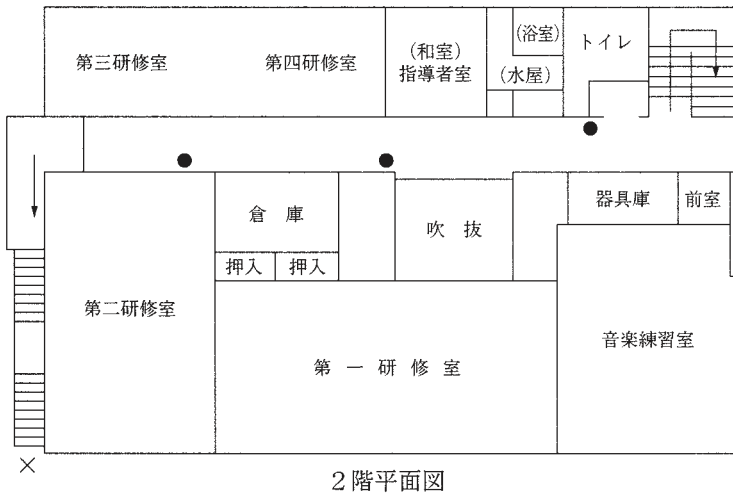 (浴室)
トイレ
第三研修室
第四研修室
(和室)
指導者室
(水屋)
倉庫
器具庫
前室
吹抜
押入
押入
第二研修室
音楽練習室
第一研修室
2階平面図